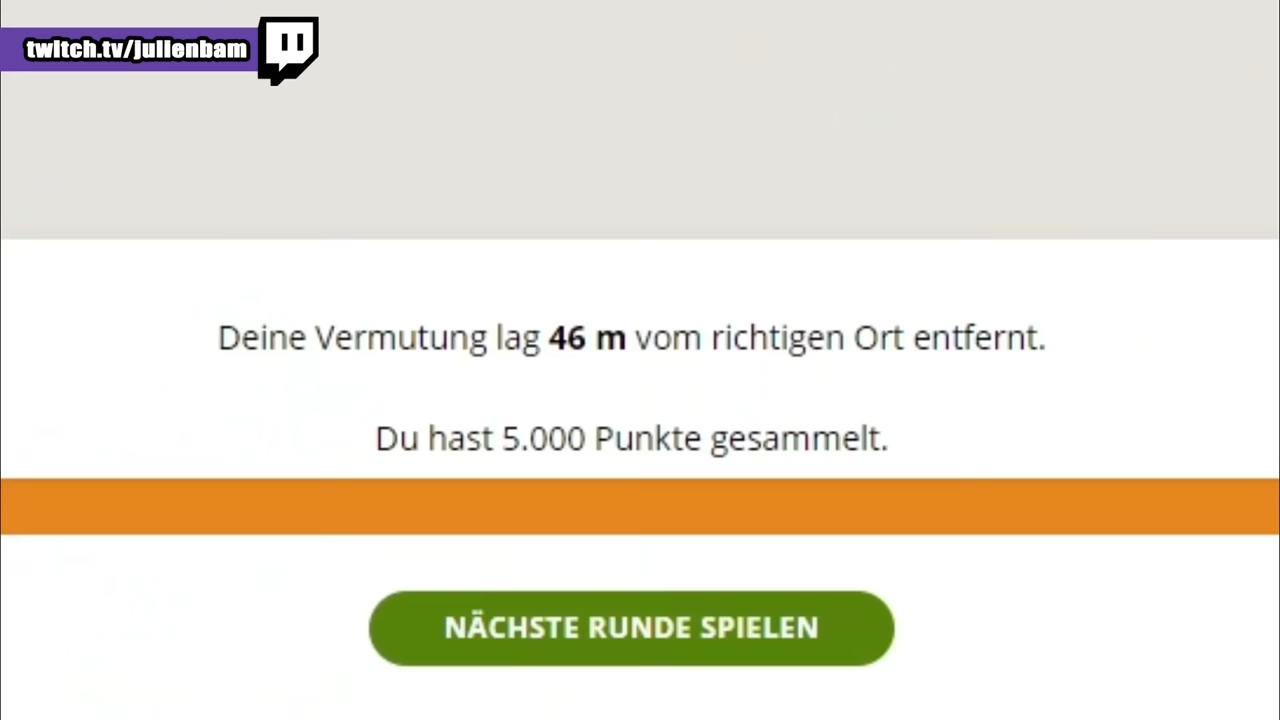 twitch.tv/julienbam
Deine Vermutung lag 46 m vom richtigen Ort entfernt.
Du hast 5.000 Punkte gesammelt.
NÄCHSTE RUNDE SPIELEN